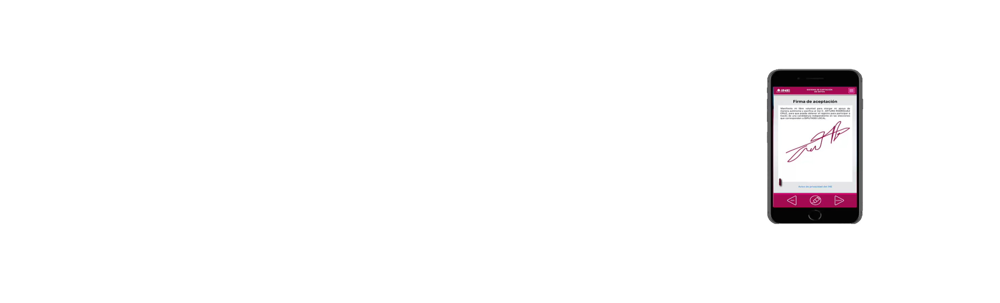 INE
SISTEMA DE CAPTACIÓN
DE DATOS
Firma de aceptación
Manifiesto mi libre voluntad para otorgar mi apoyo de
manera autónoma y pacífica al (la) C. ARTURO RODRÍGUEZ
CRUZ, para que pueda obtener el registro para participar a
través de una candidatura independiente en las elecciones
que corresponden a DIPUTADO LOCAL.
Aviso de privacidad del INE